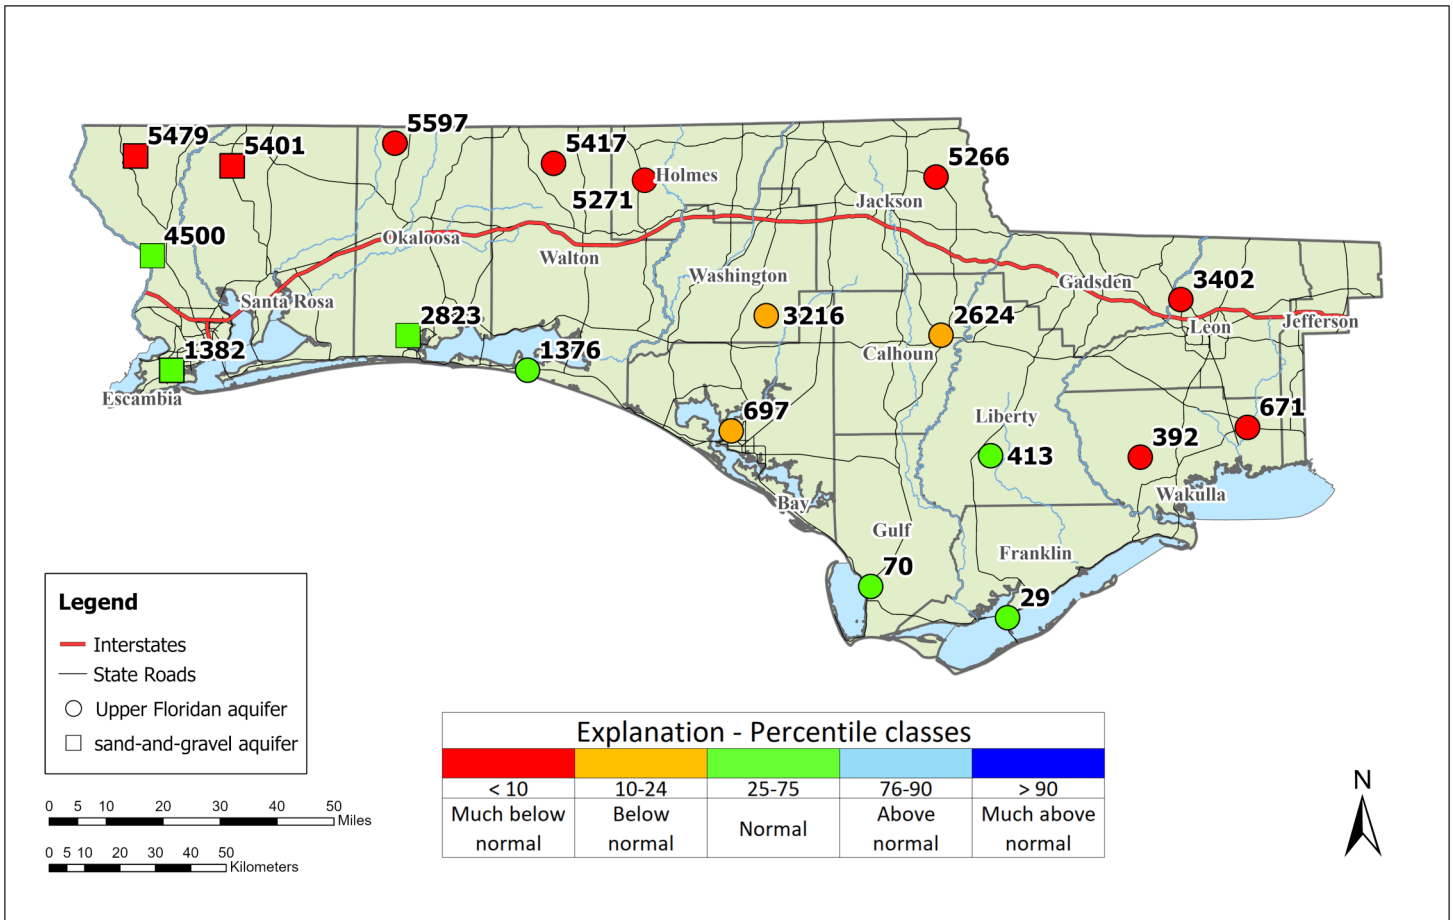 5479
5401
5597
5417
5271
Holmes
5266
Jackson
4500
Okaloosa
Walton
Washington
Gadsden
3402
Santa Rosa
2823
3216
2624
Leon
Jefferson
1382
1376
Calhoun
Escambia
697
Liberty
671
413
392
Bay
Wakulla
Gulf
Franklin
70
29
Legend
Interstates
State Roads
Upper Floridan aquifer
sand-and-gravel aquifer
0 5 10 20 30 40 50
Miles
0 5 10 20 30 40 50
Kilometers
Explanation - Percentile classes
< 10 10-24 25-75 76-90 > 90
Much below normal
Below normal
Normal
Above normal
Much above normal
N